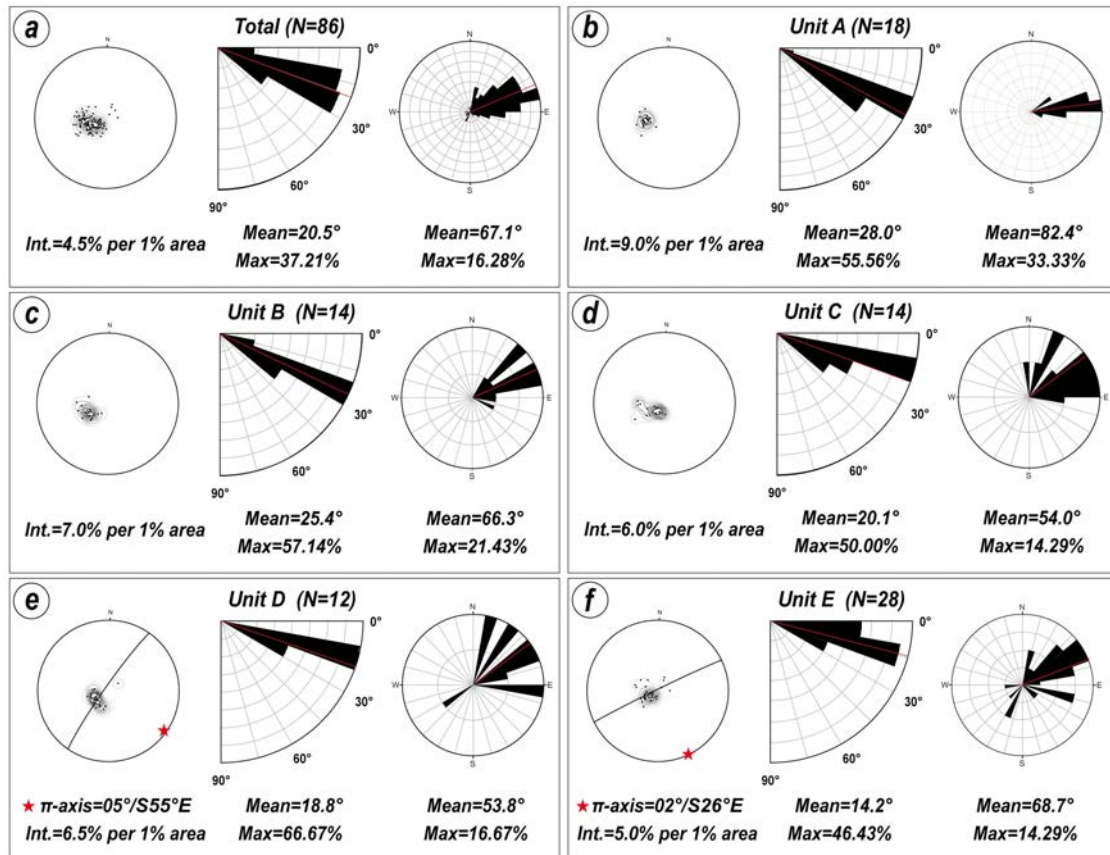 a
Total (N=86)
N
0°
30°
60°
90°
N
W
E
S
Int.=4.5% per 1% area
Mean=20.5°
Max=37.21%
Mean=67.1°
Max=16.28%
b
Unit A (N=18)
N
0°
30°
60°
90°
N
W
E
S
Int.=9.0% per 1% area
Mean=28.0°
Max=55.56%
Mean=82.4°
Max=33.33%
c
Unit B (N=14)
N
0°
30°
60°
90°
N
W
E
S
Int.=7.0% per 1% area
Mean=25.4°
Max=57.14%
Mean=66.3°
Max=21.43%
d
Unit C (N=14)
N
0°
30°
60°
90°
N
W
E
S
Int.=6.0% per 1% area
Mean=20.1°
Max=50.00%
Mean=54.0°
Max=14.29%
e
Unit D (N=12)
N
0°
30°
60°
90°
N
W
E
S
π-axis=05°/S55°E
Int.=6.5% per 1% area
Mean=18.8°
Max=66.67%
Mean=53.8°
Max=16.67%
f
Unit E (N=28)
N
0°
30°
60°
90°
N
W
E
S
π-axis=02°/S26°E
Int.=5.0% per 1% area
Mean=14.2°
Max=46.43%
Mean=68.7°
Max=14.29%